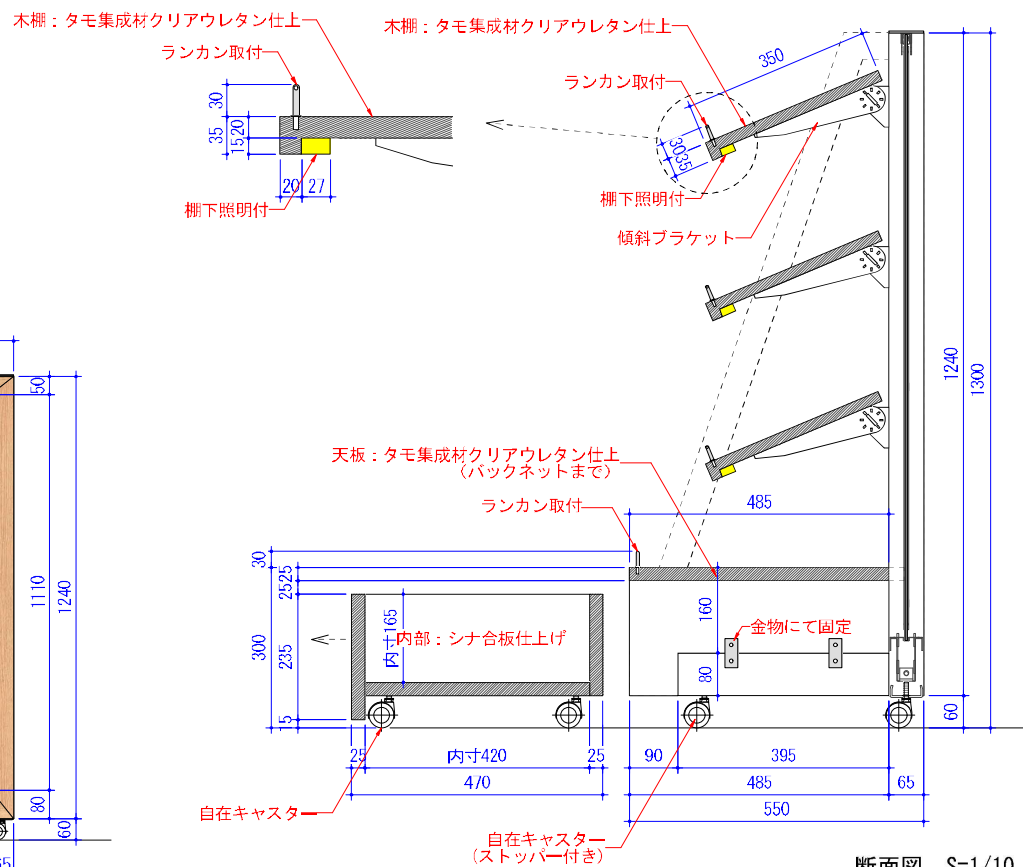 木棚：タモ集成材クリアウレタン仕上
ランカン取付
30
35
20
15
20
27
棚下照明付
木棚：タモ集成材クリアウレタン仕上
ランカン取付
350
30
35
棚下照明付
傾斜ブラケット
1240
1300
60
50
1110
1240
80
60
65
天板：タモ集成材クリアウレタン仕上
（バックネットまで）
ランカン取付
485
30
25
25
300
235
15
内寸165
内部：シナ合板仕上げ
160
80
金物にて固定
25
内寸420
25
470
90
395
485
65
550
自在キャスター
自在キャスター
（ストッパー付き）
断面図 S=1/10